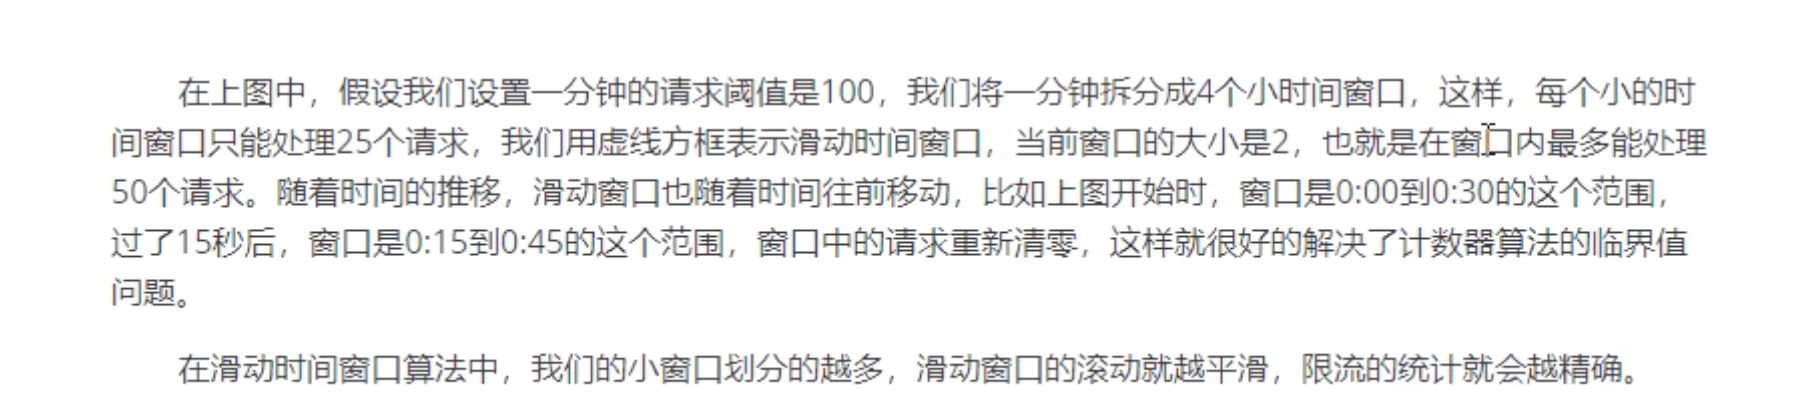 在上图中，假设我们设置一分钟的请求阈值是100，我们将一分钟拆分成4个小时间窗口，这样，每个小的时
间窗口只能处理25个请求，我们用虚线方框表示滑动时间窗口，当前窗口的大小是2，也就是在窗口内最多能处理
50个请求。随着时间的推移，滑动窗口也随着时间往前移动，比如上图开始时，窗口是0:00到0:30的这个范围，
过了15秒后，窗口是0:15到0:45的这个范围，窗口中的请求重新清零，这样就很好的解决了计数器算法的临界值
问题。
在滑动时间窗口算法中，我们的小窗口划分的越多，滑动窗口的滚动就越平滑，限流的统计就会越精确。